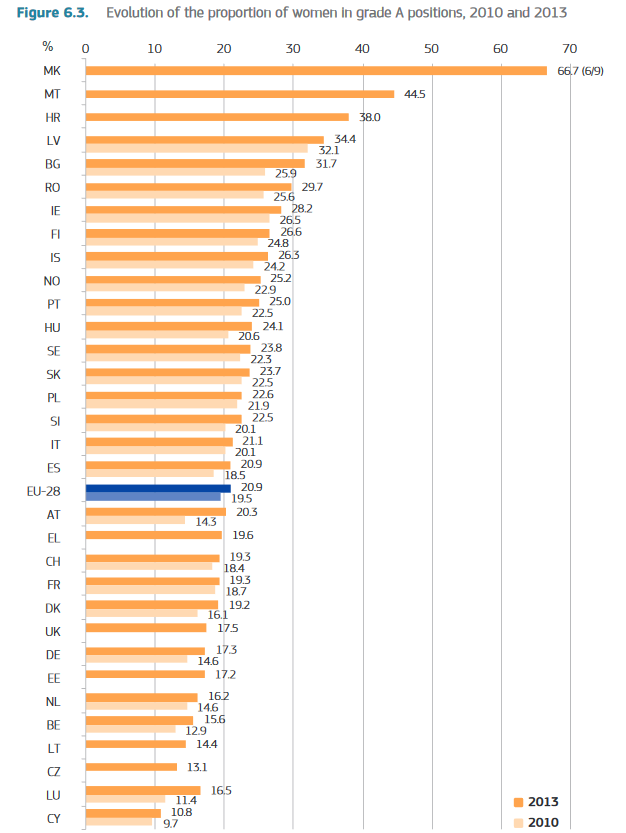 Figure 6.3. Evolution of the proportion of women in grade A positions, 2010 and 2013
% 0 10 20 30 40 50 60 70
MK 66.7 (6/9)
MT 44.5
HR 38.0
LV 34.4
32.1
BG 31.7
25.9
RO 29.7
25.6
IE 28.2
26.5
FI 26.6
24.8
IS 26.3
24.2
NO 25.2
22.9
PT 25.0
22.5
HU 24.1
20.6
SE 23.8
22.3
SK 23.7
22.5
PL 22.6
21.9
SI 22.5
20.1
IT 21.1
20.1
ES 20.9
18.5
EU-28 20.9
19.5
AT 20.3
14.3
EL 19.6
CH 19.3
18.4
FR 19.3
18.7
DK 19.2
16.1
UK 17.5
DE 17.3
14.6
EE 17.2
NL 16.2
14.6
BE 15.6
12.9
LT 14.4
CZ 13.1
LU 16.5
11.4
2013
CY 10.8
9.7
2010